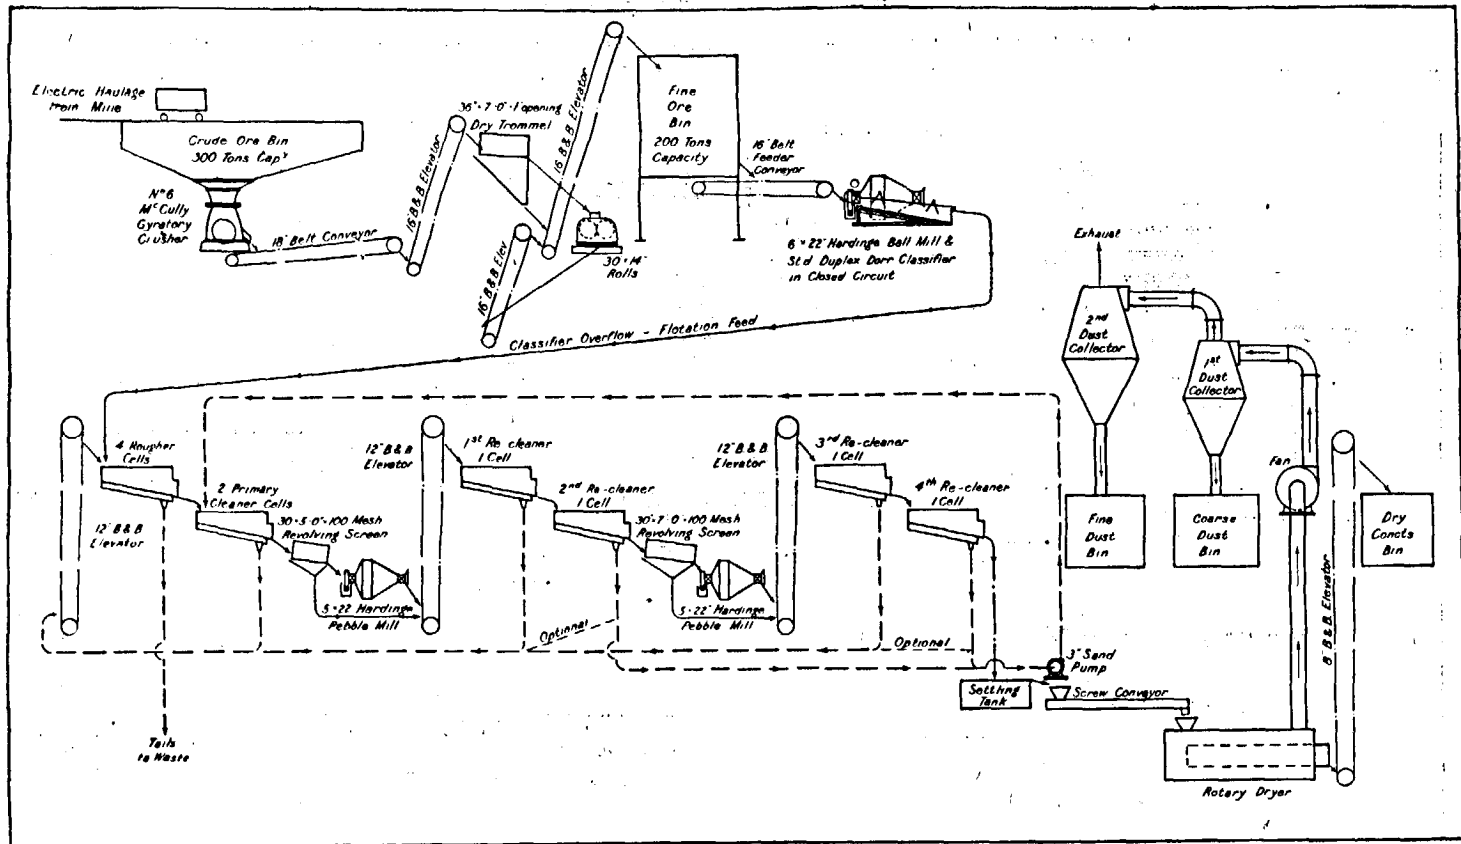 Electric Haulage
from Mine
Crude Ore Bin
300 Tons Cap'y
Nº 6
McCully
Gyratory
Crusher
18" Belt Conveyor
16" B & B Elevator
36" × 7'-0" - 1" opening
Dry Trommel
16" B & B Elevator
16" B & B Elev
30" × 14"
Rolls
Fine
Ore
Bin
200 Tons
Capacity
16" Belt
Feeder
Conveyor
6' × 22" Hardinge Ball Mill &
Std Duplex Dorr Classifier
in Closed Circuit
Classifier Overflow - Flotation Feed
Exhaust
2nd
Dust
Collector
1st
Dust
Collector
Fan
Fine
Dust
Bin
Coarse
Dust
Bin
Dry
Concts
Bin
8" B & B Elevator
4 Rougher
Cells
12" B & B
Elevator
2 Primary
Cleaner Cells
30" × 5'-0" × 100 Mesh
Revolving Screen
5' × 22" Hardinge
Pebble Mill
12" B & B
Elevator
1st Re-cleaner
1 Cell
2nd Re-cleaner
1 Cell
30" × 7'-0" × 100 Mesh
Revolving Screen
5' × 22" Hardinge
Pebble Mill
12" B & B
Elevator
3rd Re-cleaner
1 Cell
4th Re-cleaner
1 Cell
Optional
Optional
3" Sand
Pump
Settling
Tank
Screw Conveyor
Rotary Dryer
Tails
to Waste